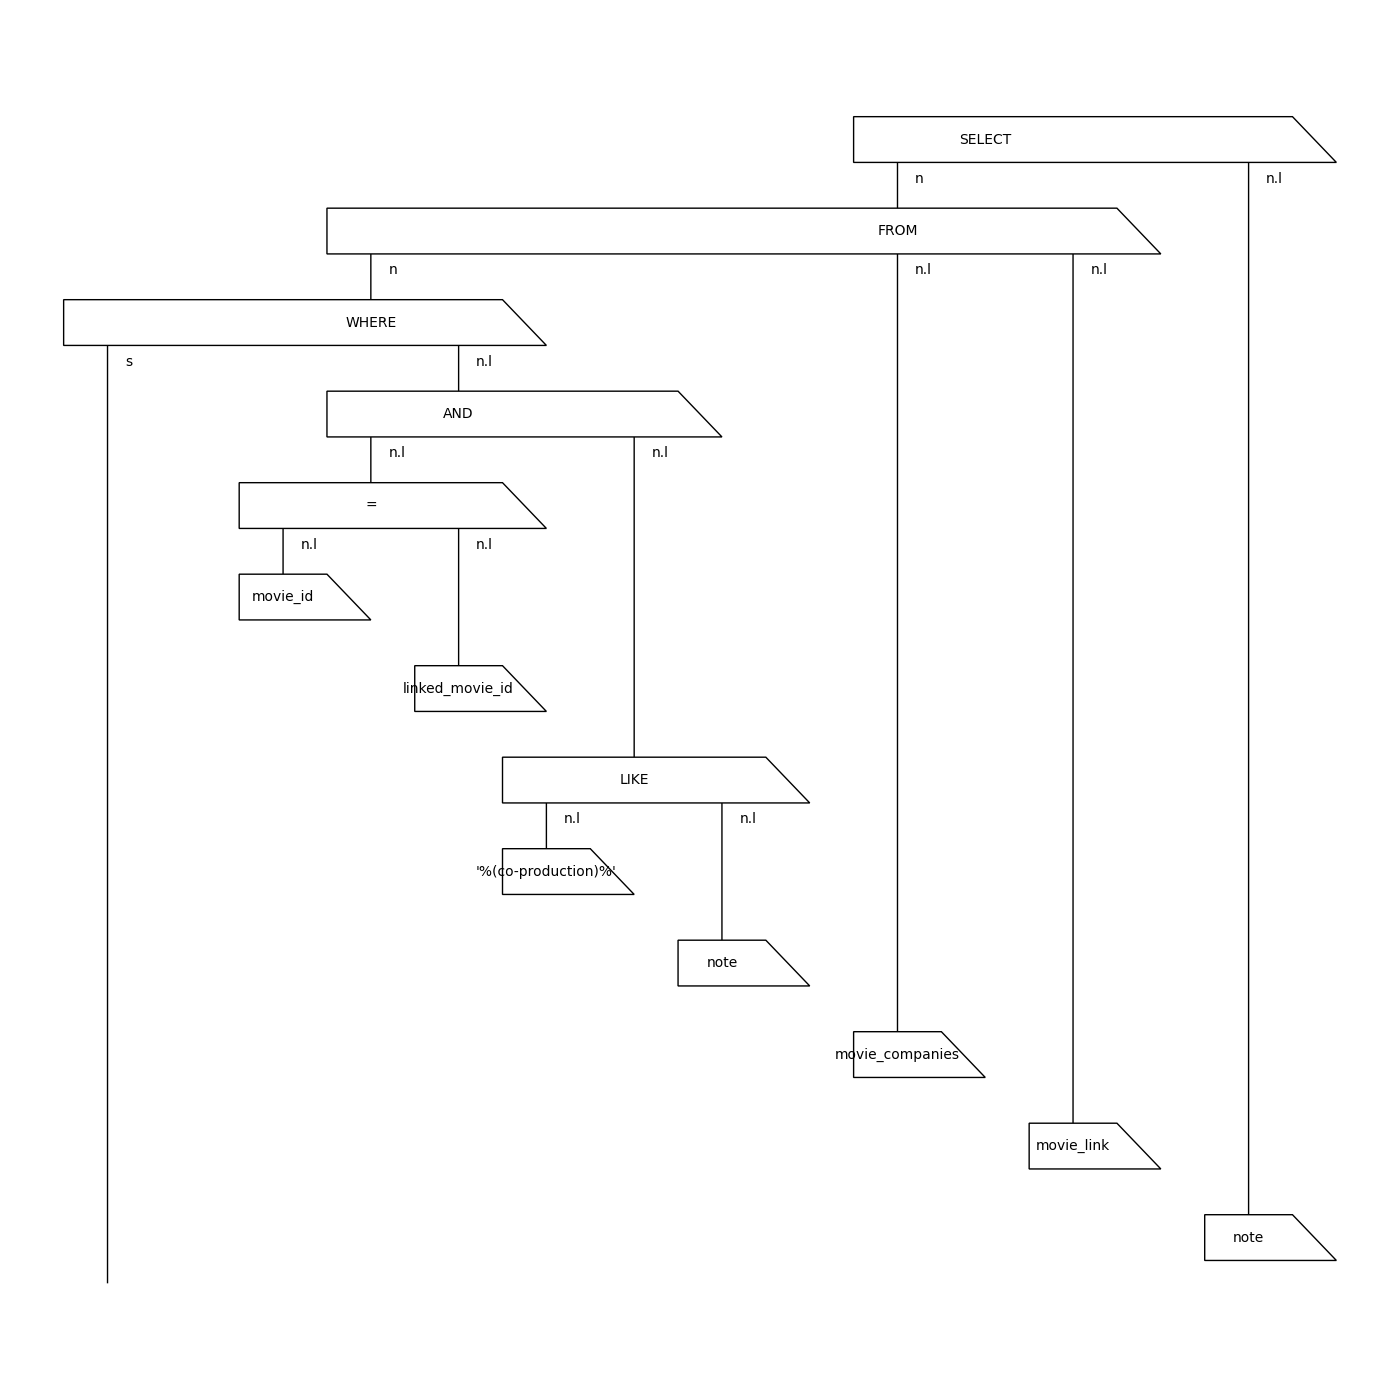 SELECT
n n.l
FROM
n n.l n.l
WHERE
s n.l
AND
n.l n.l
=
n.l n.l
movie_id
linked_movie_id
LIKE
n.l n.l
'%(co-production)%'
note
movie_companies
movie_link
note